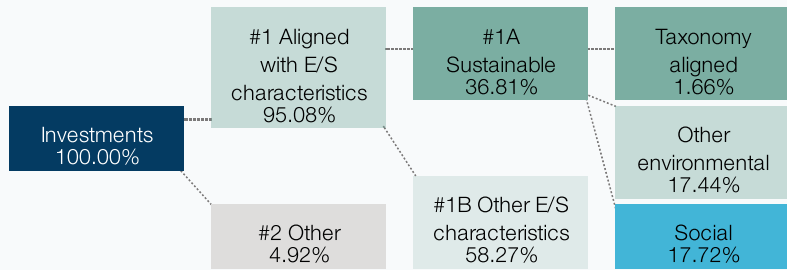 Investments
100.00%
#1 Aligned
with E/S
characteristics
95.08%
#2 Other
4.92%
#1A
Sustainable
36.81%
#1B Other E/S
characteristics
58.27%
Taxonomy
aligned
1.66%
Other
environmental
17.44%
Social
17.72%